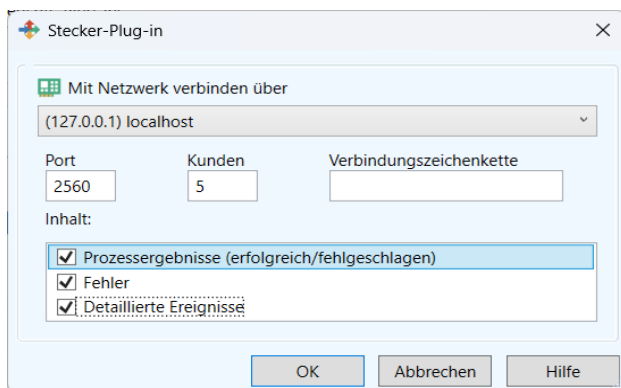 Stecker-Plug-in
Mit Netzwerk verbinden über
(127.0.0.1) localhost
Port Kunden Verbindungszeichenkette
2560 5
Inhalt:
Prozessergebnisse (erfolgreich/fehlgeschlagen)
Fehler
Detaillierte Ereignisse
OK Abbrechen Hilfe